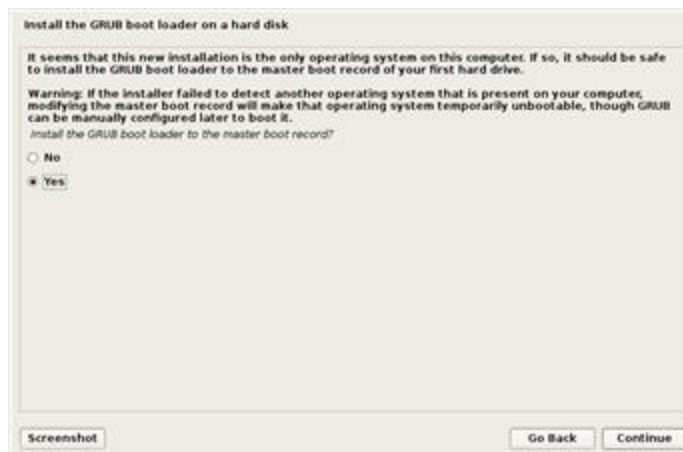 Install the GRUB boot loader on a hard disk
It seems that this new installation is the only operating system on this computer. If so, it should be safe
to install the GRUB boot loader to the master boot record of your first hard drive.
Warning: If the installer failed to detect another operating system that is present on your computer,
modifying the master boot record will make that operating system temporarily unbootable, though GRUB
can be manually configured later to boot it.
Install the GRUB boot loader to the master boot record?
No
Yes
Screenshot
Go Back
Continue